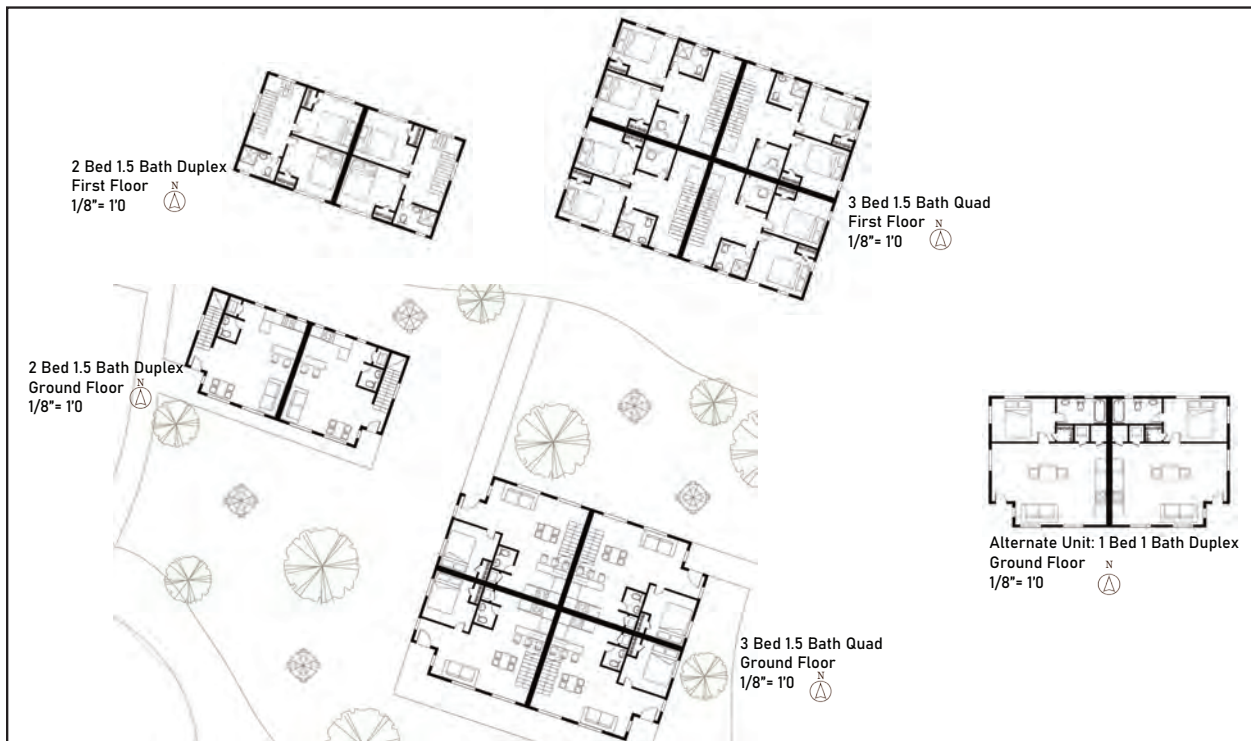 2 Bed 1.5 Bath Duplex
First Floor
N
1/8”= 1'0
3 Bed 1.5 Bath Quad
First Floor
N
1/8”= 1'0
2 Bed 1.5 Bath Duplex
Ground Floor
N
1/8”= 1'0
Alternate Unit: 1 Bed 1 Bath Duplex
Ground Floor
N
1/8”= 1'0
3 Bed 1.5 Bath Quad
Ground Floor
N
1/8”= 1'0